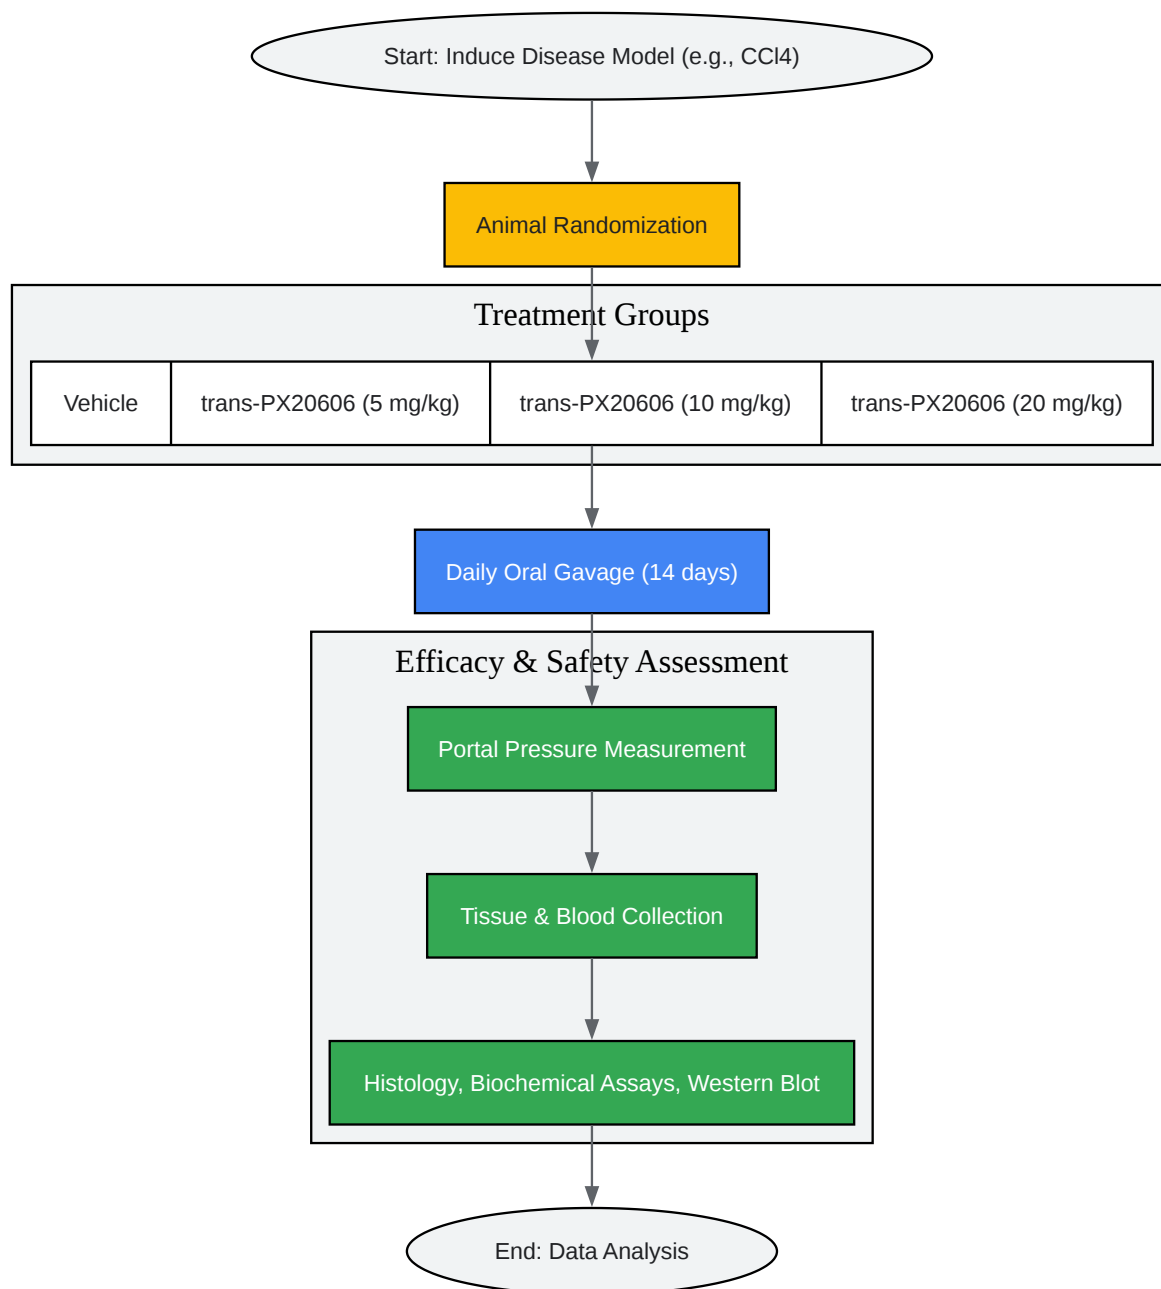 Start: Induce Disease Model (e.g., CCl4)
Animal Randomization
Treatment Groups
Vehicle
trans-PX20606 (5 mg/kg)
trans-PX20606 (10 mg/kg)
trans-PX20606 (20 mg/kg)
Daily Oral Gavage (14 days)
Efficacy & Safety Assessment
Portal Pressure Measurement
Tissue & Blood Collection
Histology, Biochemical Assays, Western Blot
End: Data Analysis